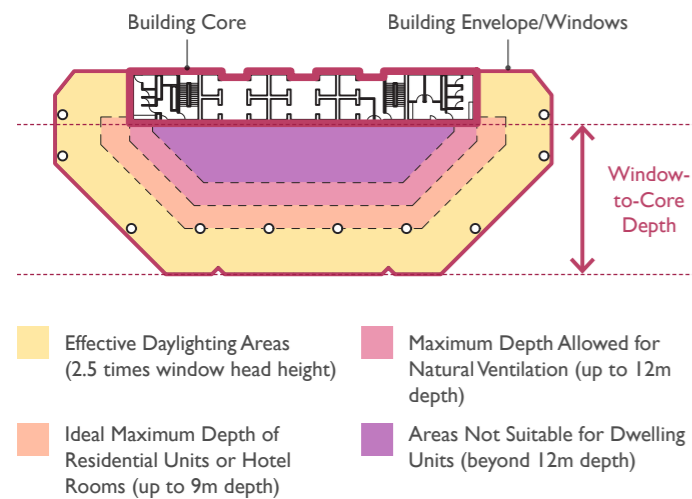 Building Core
Building Envelope/Windows
Window-
to-Core
Depth
Effective Daylighting Areas
(2.5 times window head height)
Maximum Depth Allowed for
Natural Ventilation (up to 12m
depth)
Ideal Maximum Depth of
Residential Units or Hotel
Rooms (up to 9m depth)
Areas Not Suitable for Dwelling
Units (beyond 12m depth)